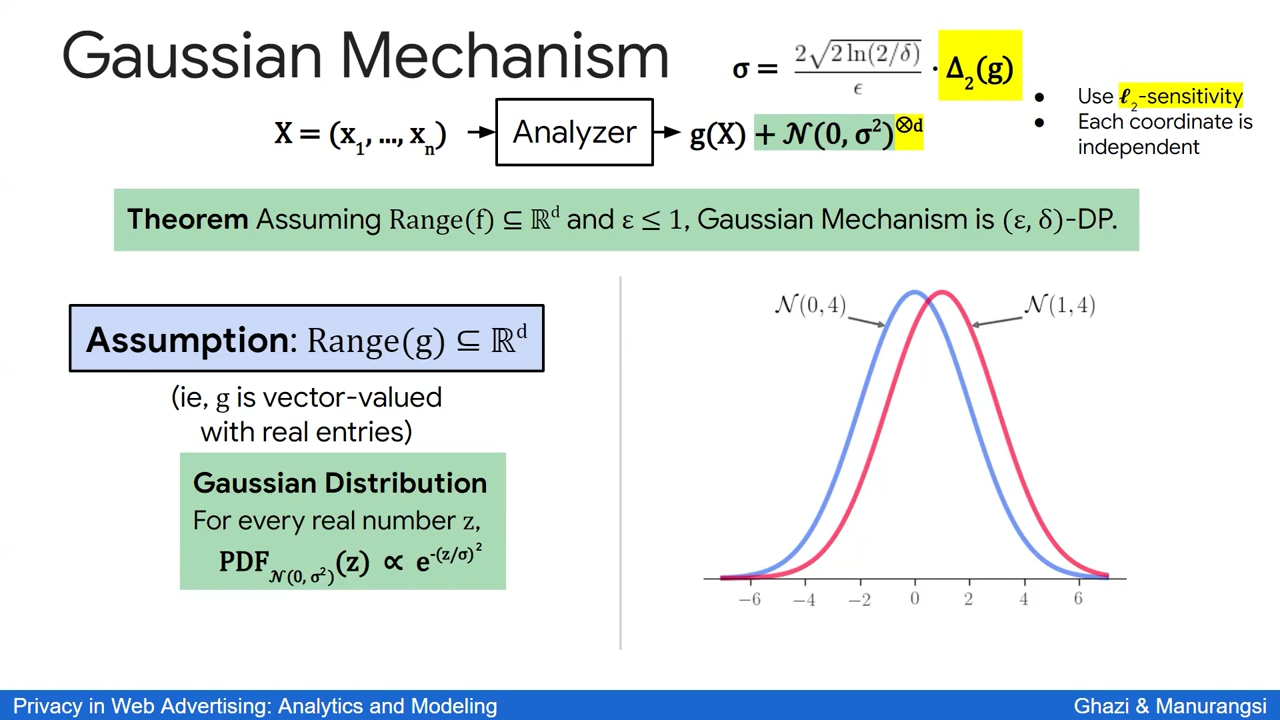 Gaussian Mechanism
σ = 2√(2 ln(2/δ)) / ϵ · Δ₂(g)
X = (x₁, ..., xₙ)
Analyzer
g(X) + 𝒩(0, σ²)^⊗d
● Use ℓ₂-sensitivity
● Each coordinate is
independent
Theorem Assuming Range(f) ⊆ ℝᵈ and ε ≤ 1, Gaussian Mechanism is (ε, δ)-DP.
Assumption: Range(g) ⊆ ℝᵈ
(ie, g is vector-valued
with real entries)
Gaussian Distribution
For every real number z,
PDF_𝒩(0, σ²)(z) ∝ e^-(z/σ)²
𝒩(0, 4)
𝒩(1, 4)
−6 −4 −2 0 2 4 6
Privacy in Web Advertising: Analytics and Modeling
Ghazi & Manurangsi